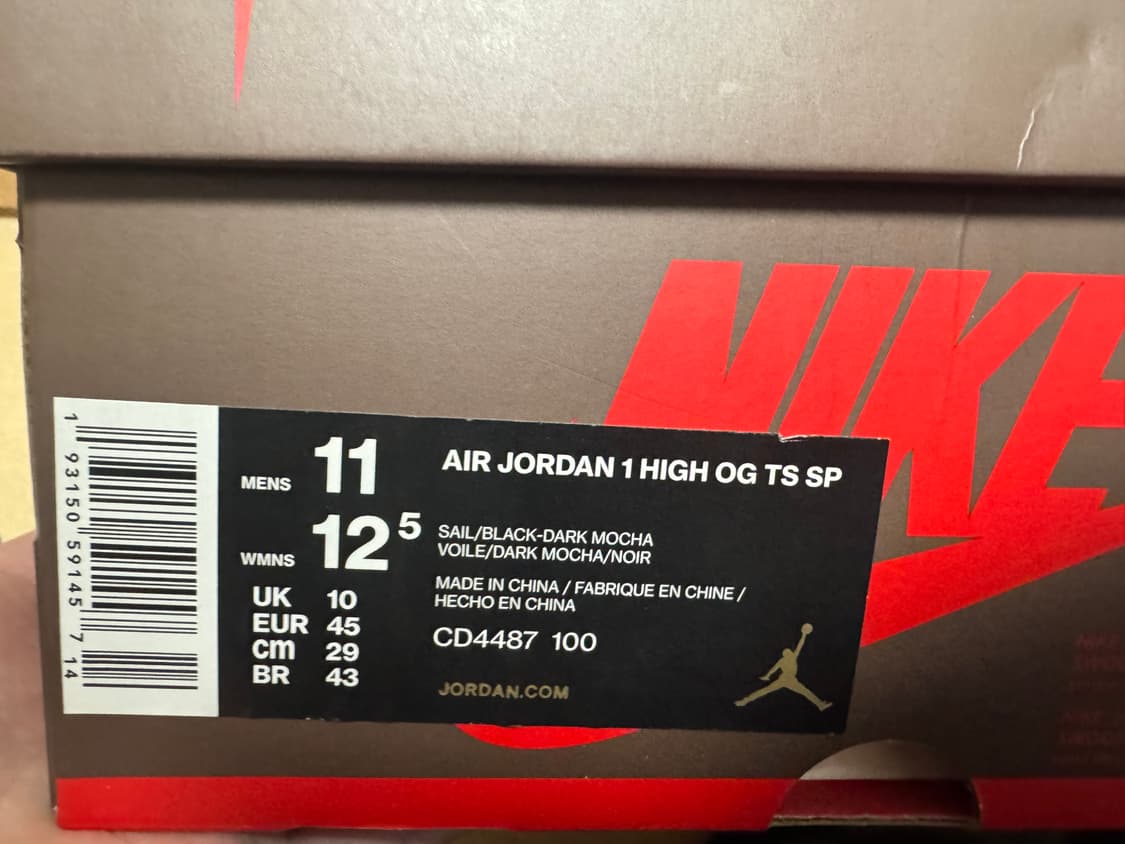 NIKE
1 93150 59145 7 14
MENS 11
WMNS 12 5
UK 10
EUR 45
cm 29
BR 43
AIR JORDAN 1 HIGH OG TS SP
SAIL/BLACK-DARK MOCHA
VOILE/DARK MOCHA/NOIR
MADE IN CHINA / FABRIQUE EN CHINE /
HECHO EN CHINA
CD4487 100
JORDAN.COM